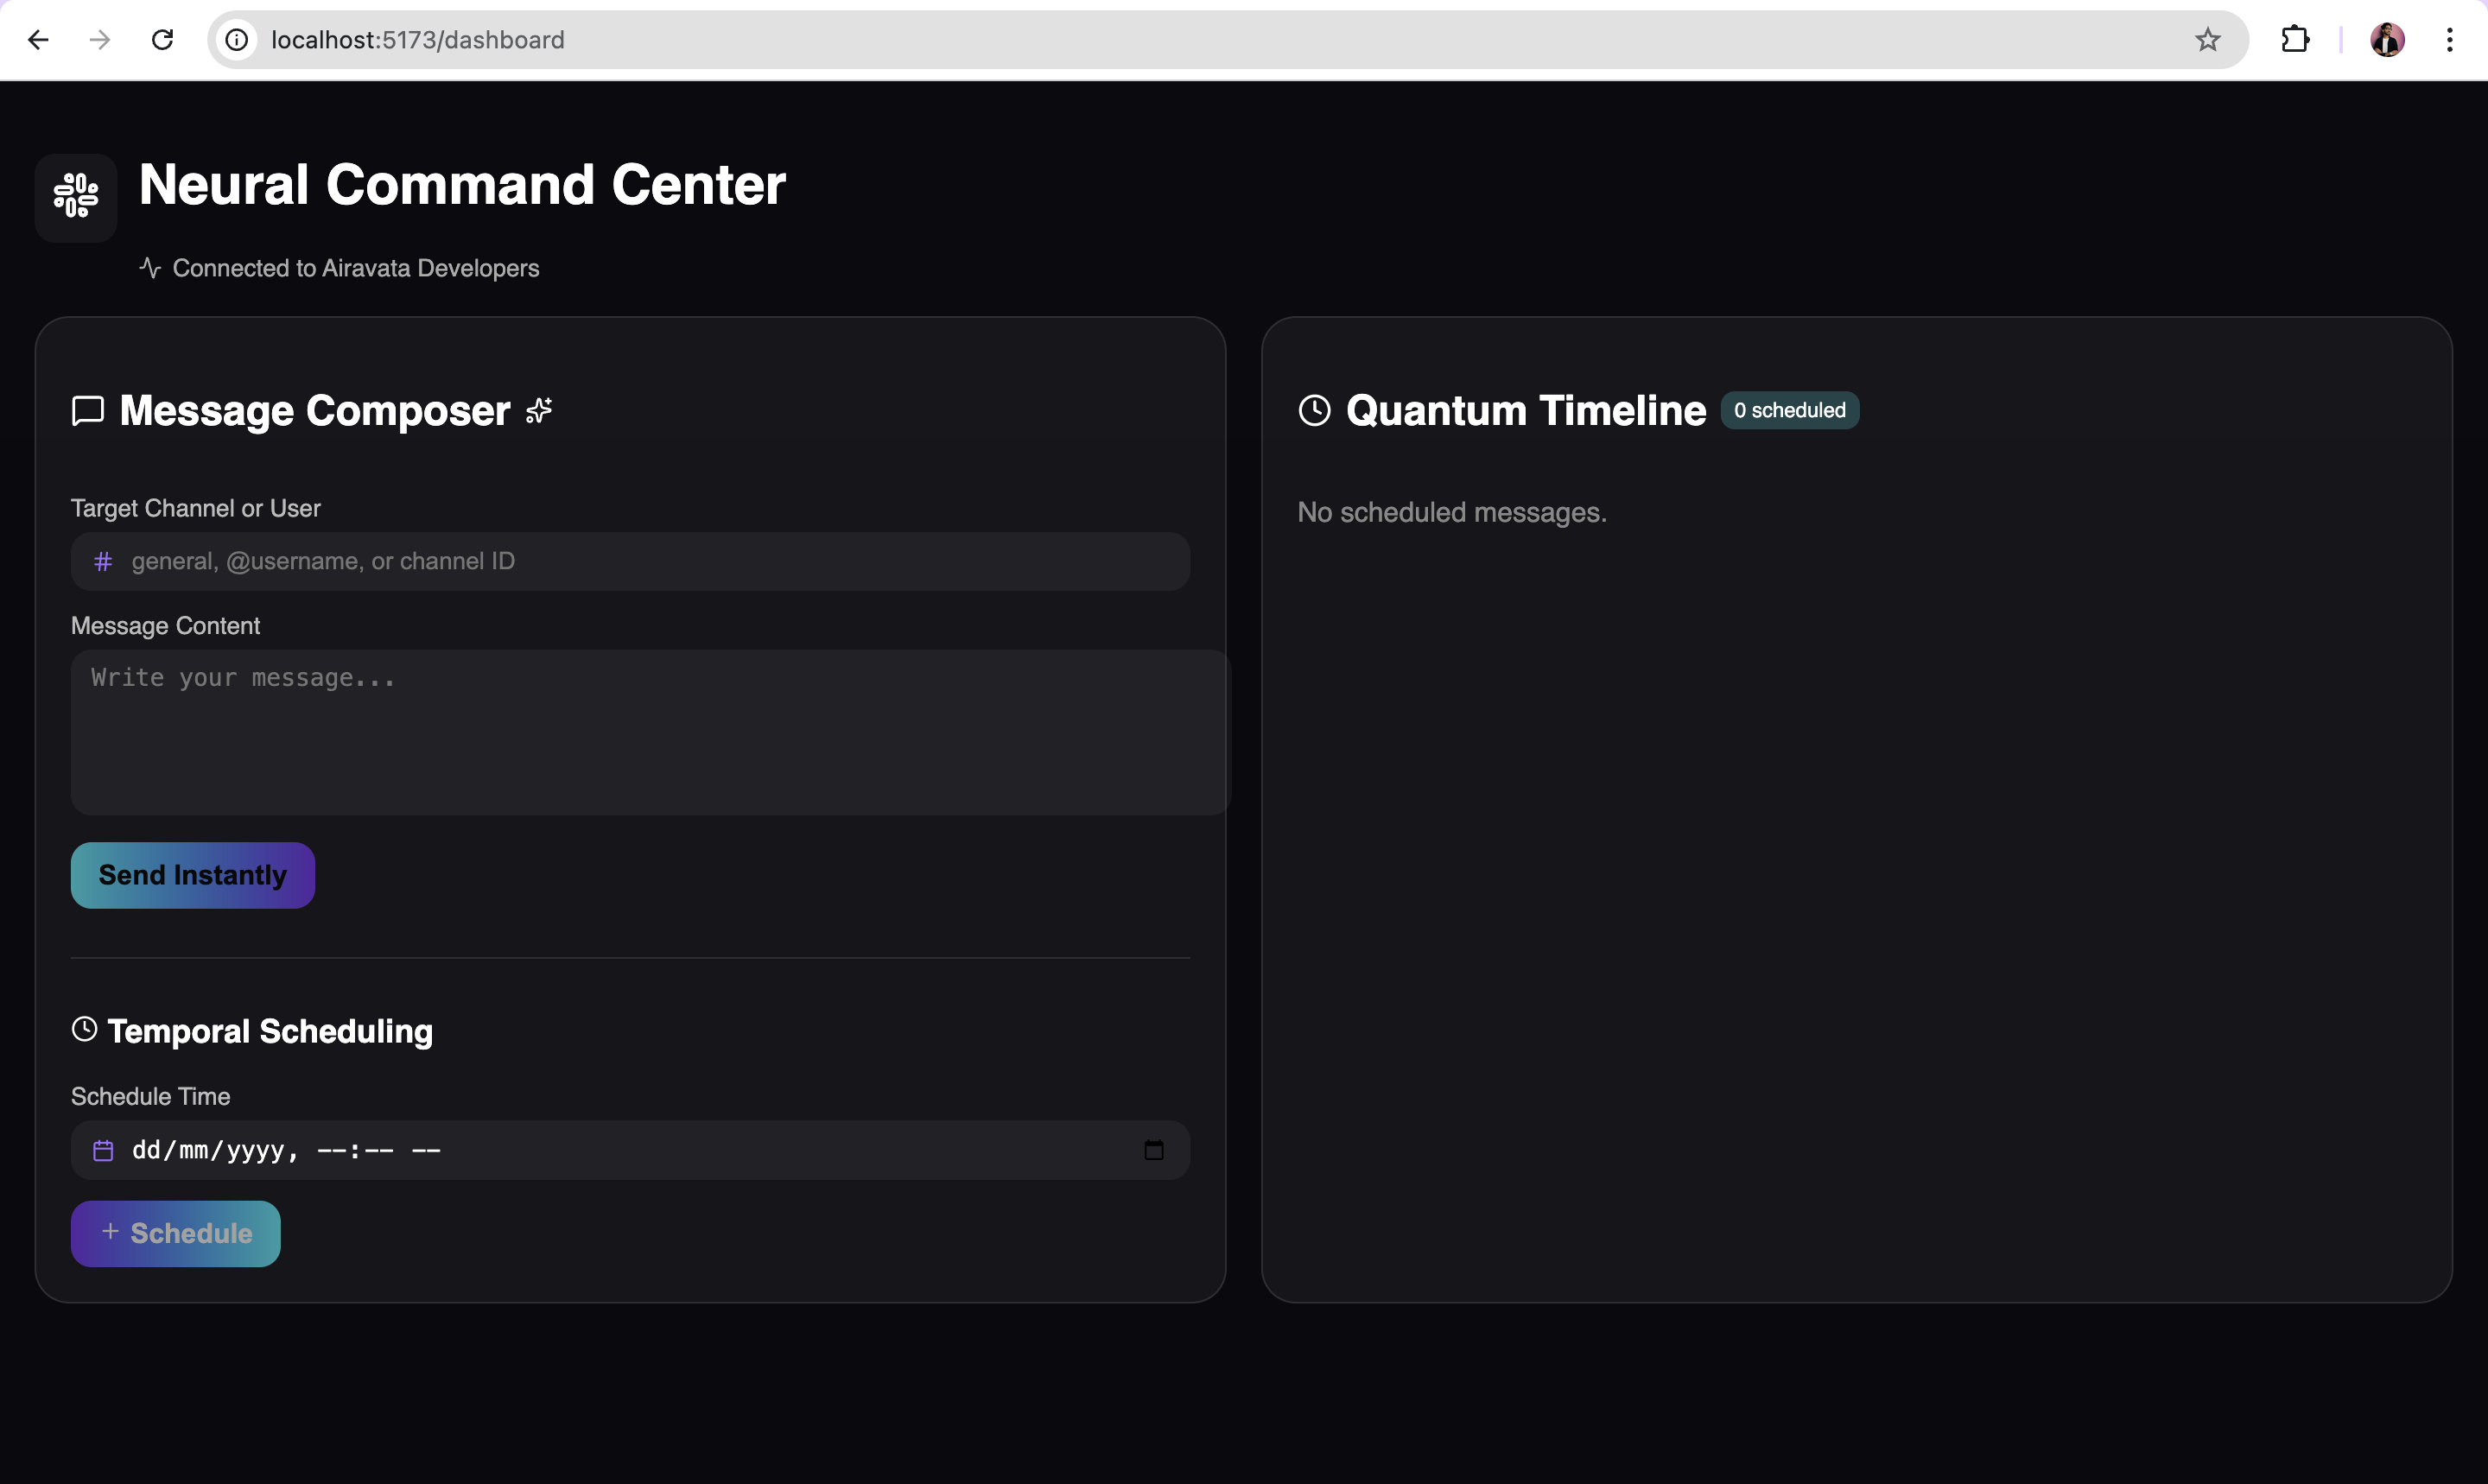 localhost:5173/dashboard
Neural Command Center
Connected to Airavata Developers
Message Composer
Target Channel or User
# general, @username, or channel ID
Message Content
Write your message...
Send Instantly
Temporal Scheduling
Schedule Time
dd/mm/yyyy, --:-- --
+ Schedule
Quantum Timeline 0 scheduled
No scheduled messages.